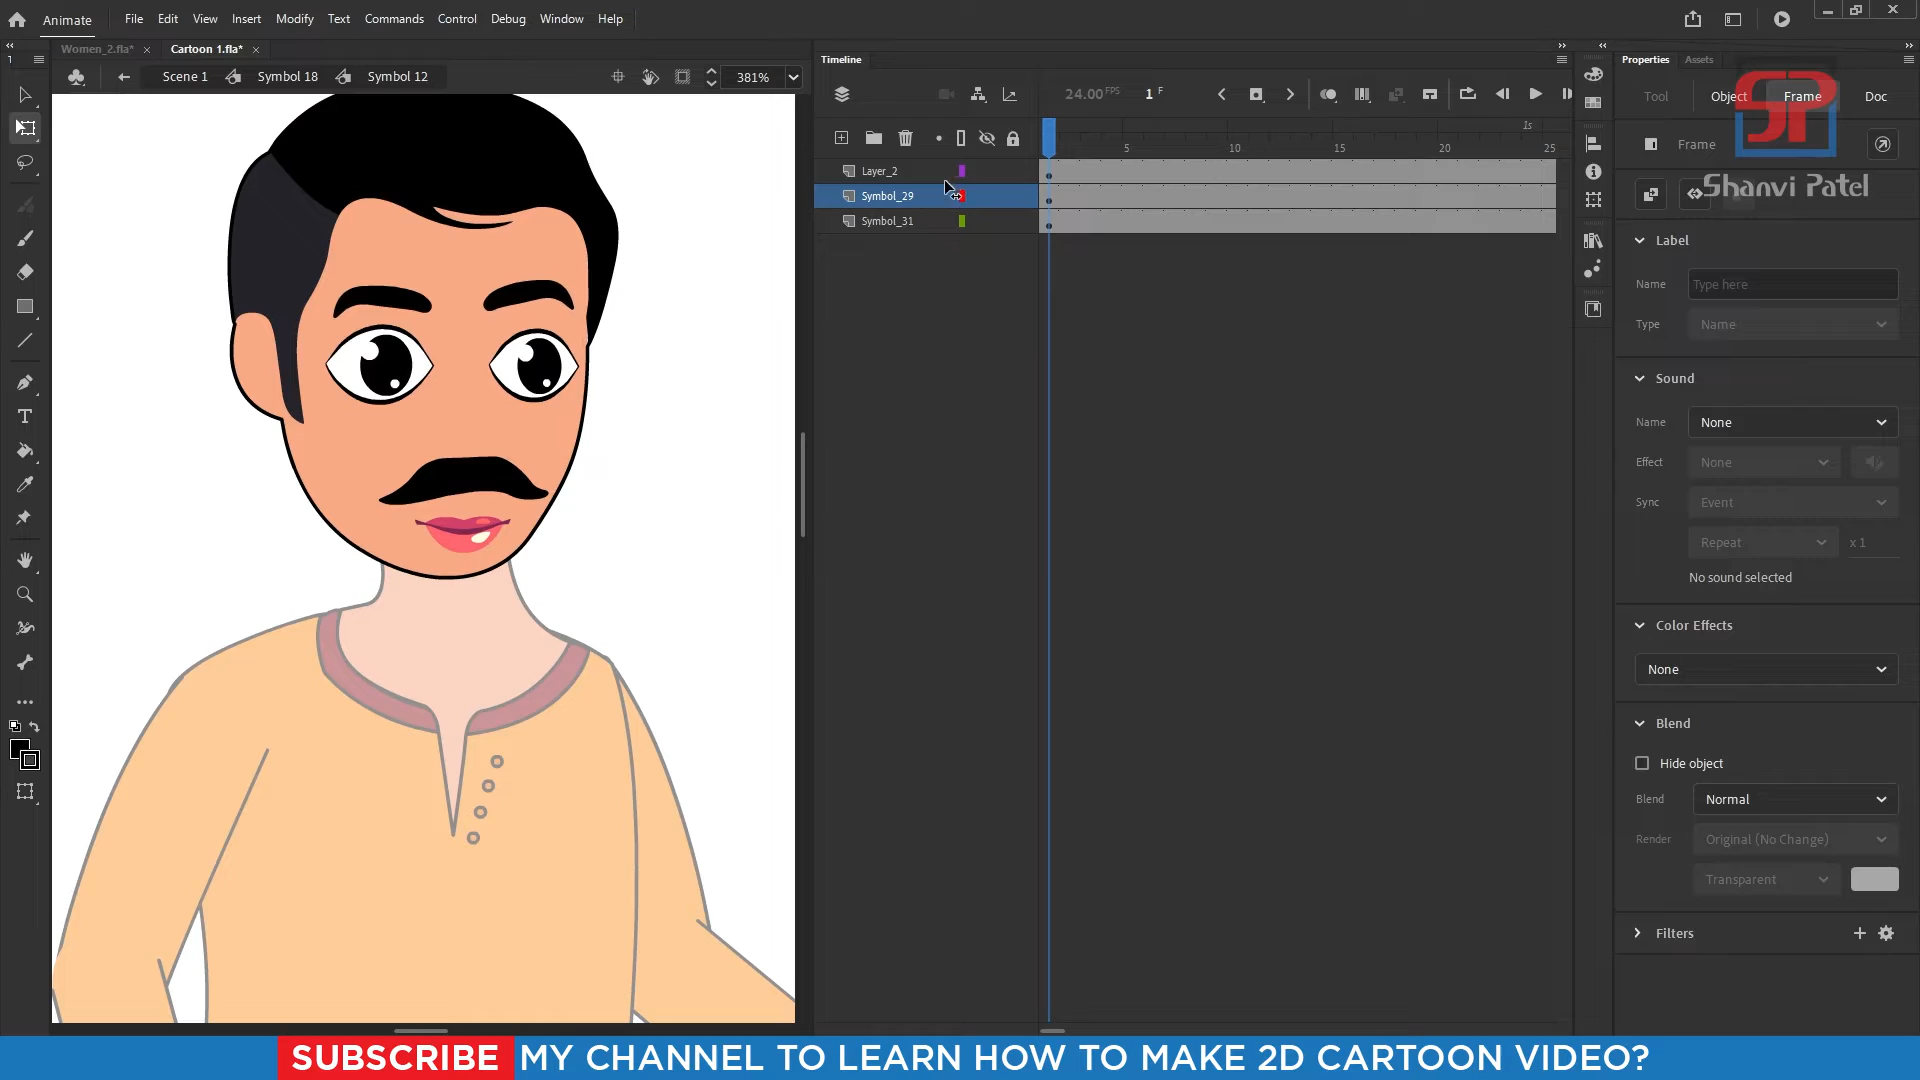 Animate
File Edit View Insert Modify Text Commands Control Debug Window Help
Women_2.fla* ×
Cartoon 1.fla* ×
Scene 1
Symbol 18
Symbol 12
381%
Timeline
24.00 FPS
1 F
1s
5 10 15 20 25
Layer_2
Symbol_29
Symbol_31
Properties Assets
Tool Object Frame Doc
Frame
SP
Shanvi Patel
Label
Name Type here
Type Name
Sound
Name None
Effect None
Sync Event
Repeat x 1
No sound selected
Color Effects
None
Blend
Hide object
Blend Normal
Render Original (No Change)
Transparent
Filters
SUBSCRIBE MY CHANNEL TO LEARN HOW TO MAKE 2D CARTOON VIDEO?